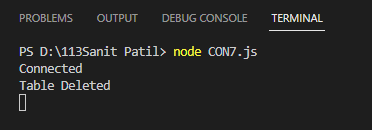 PROBLEMS OUTPUT DEBUG CONSOLE TERMINAL
PS D:\113Sanit Patil> node CON7.js
Connected
Table Deleted